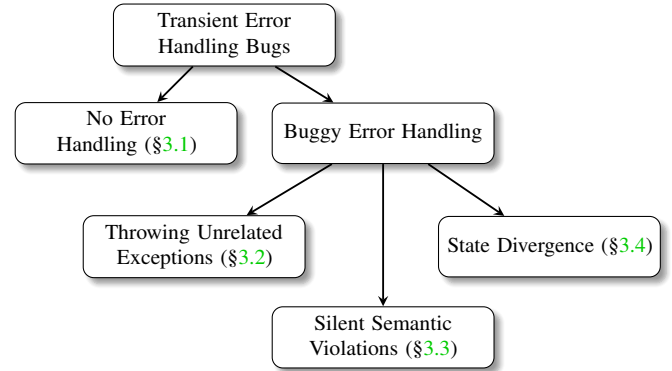 Transient Error
Handling Bugs
No Error
Handling (§3.1)
Buggy Error Handling
Throwing Unrelated
Exceptions (§3.2)
State Divergence (§3.4)
Silent Semantic
Violations (§3.3)